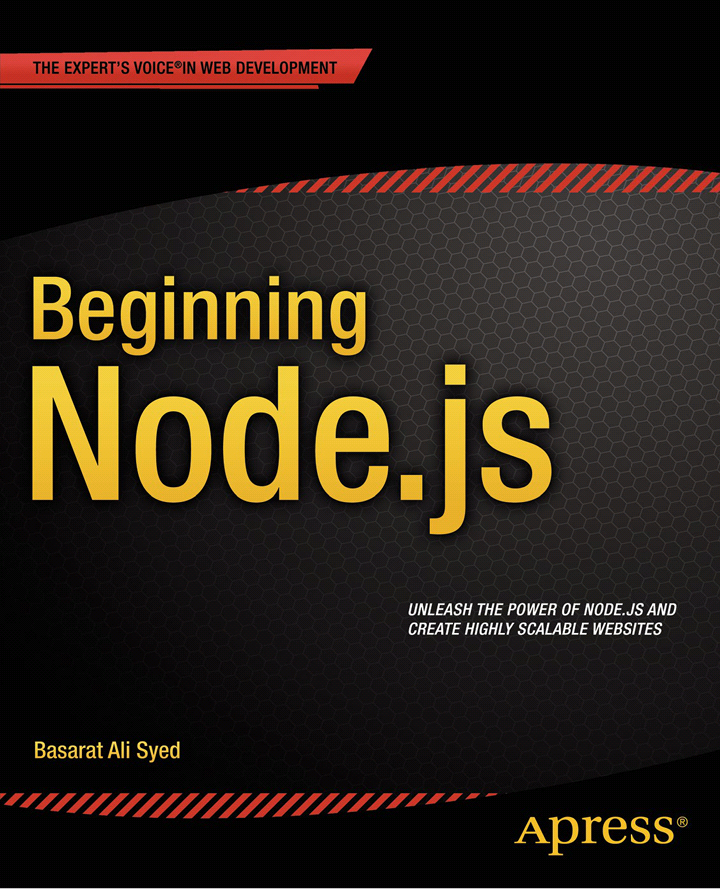 THE EXPERT'S VOICE® IN WEB DEVELOPMENT
Beginning
Node.js
UNLEASH THE POWER OF NODE.JS AND
CREATE HIGHLY SCALABLE WEBSITES
Basarat Ali Syed
Apress®